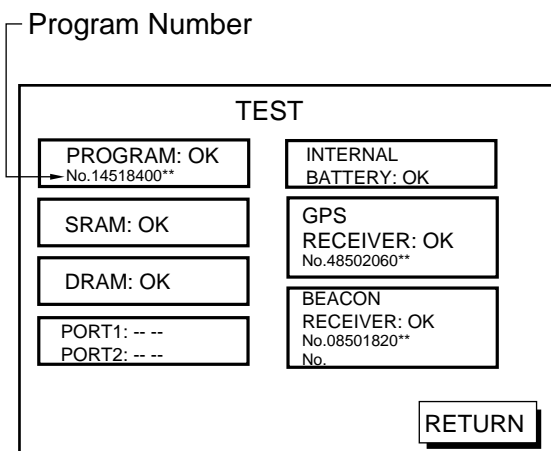 Program Number
TEST
PROGRAM: OK
No.14518400**
SRAM: OK
DRAM: OK
PORT1: -- --
PORT2: -- --
INTERNAL
BATTERY: OK
GPS
RECEIVER: OK
No.48502060**
BEACON
RECEIVER: OK
No.08501820**
No.
RETURN